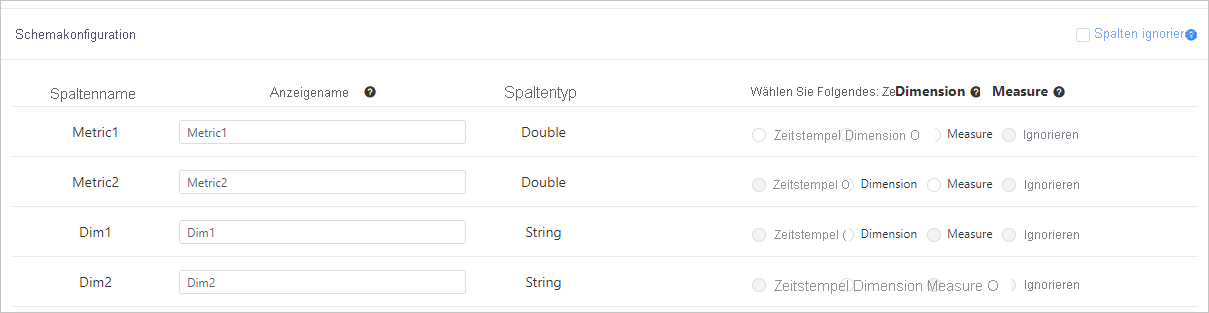 Schemakonfiguration Spalten ignorieren
Spaltenname Anzeigename Spaltentyp Wählen Sie Folgendes: Ze Dimension Measure
Metric1 Metric1 Double Zeitstempel Dimension O Measure Ignorieren
Metric2 Metric2 Double Zeitstempel O Dimension Measure Ignorieren
Dim1 Dim1 String Zeitstempel ( Dimension Measure Ignorieren
Dim2 Dim2 String Zeitstempel Dimension Measure O Ignorieren